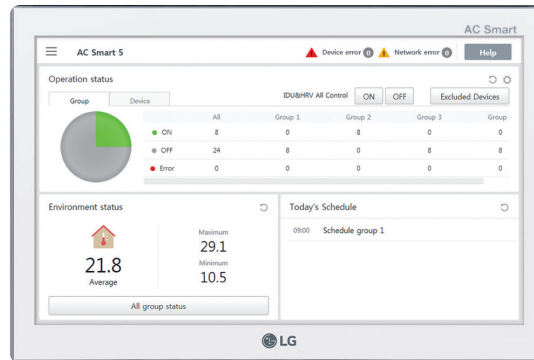 AC Smart
AC Smart 5
Device error 0
Network error 0
Help
Operation status
Group
Device
IDU&HRV All Control
ON
OFF
Excluded Devices
All Group 1 Group 2 Group 3 Group
ON 8 0 8 0 0
OFF 24 8 0 8 8
Error 0 0 0 0 0
Environment status
21.8
Average
Maximum
29.1
Minimum
10.5
All group status
Today's Schedule
09:00 Schedule group 1
LG